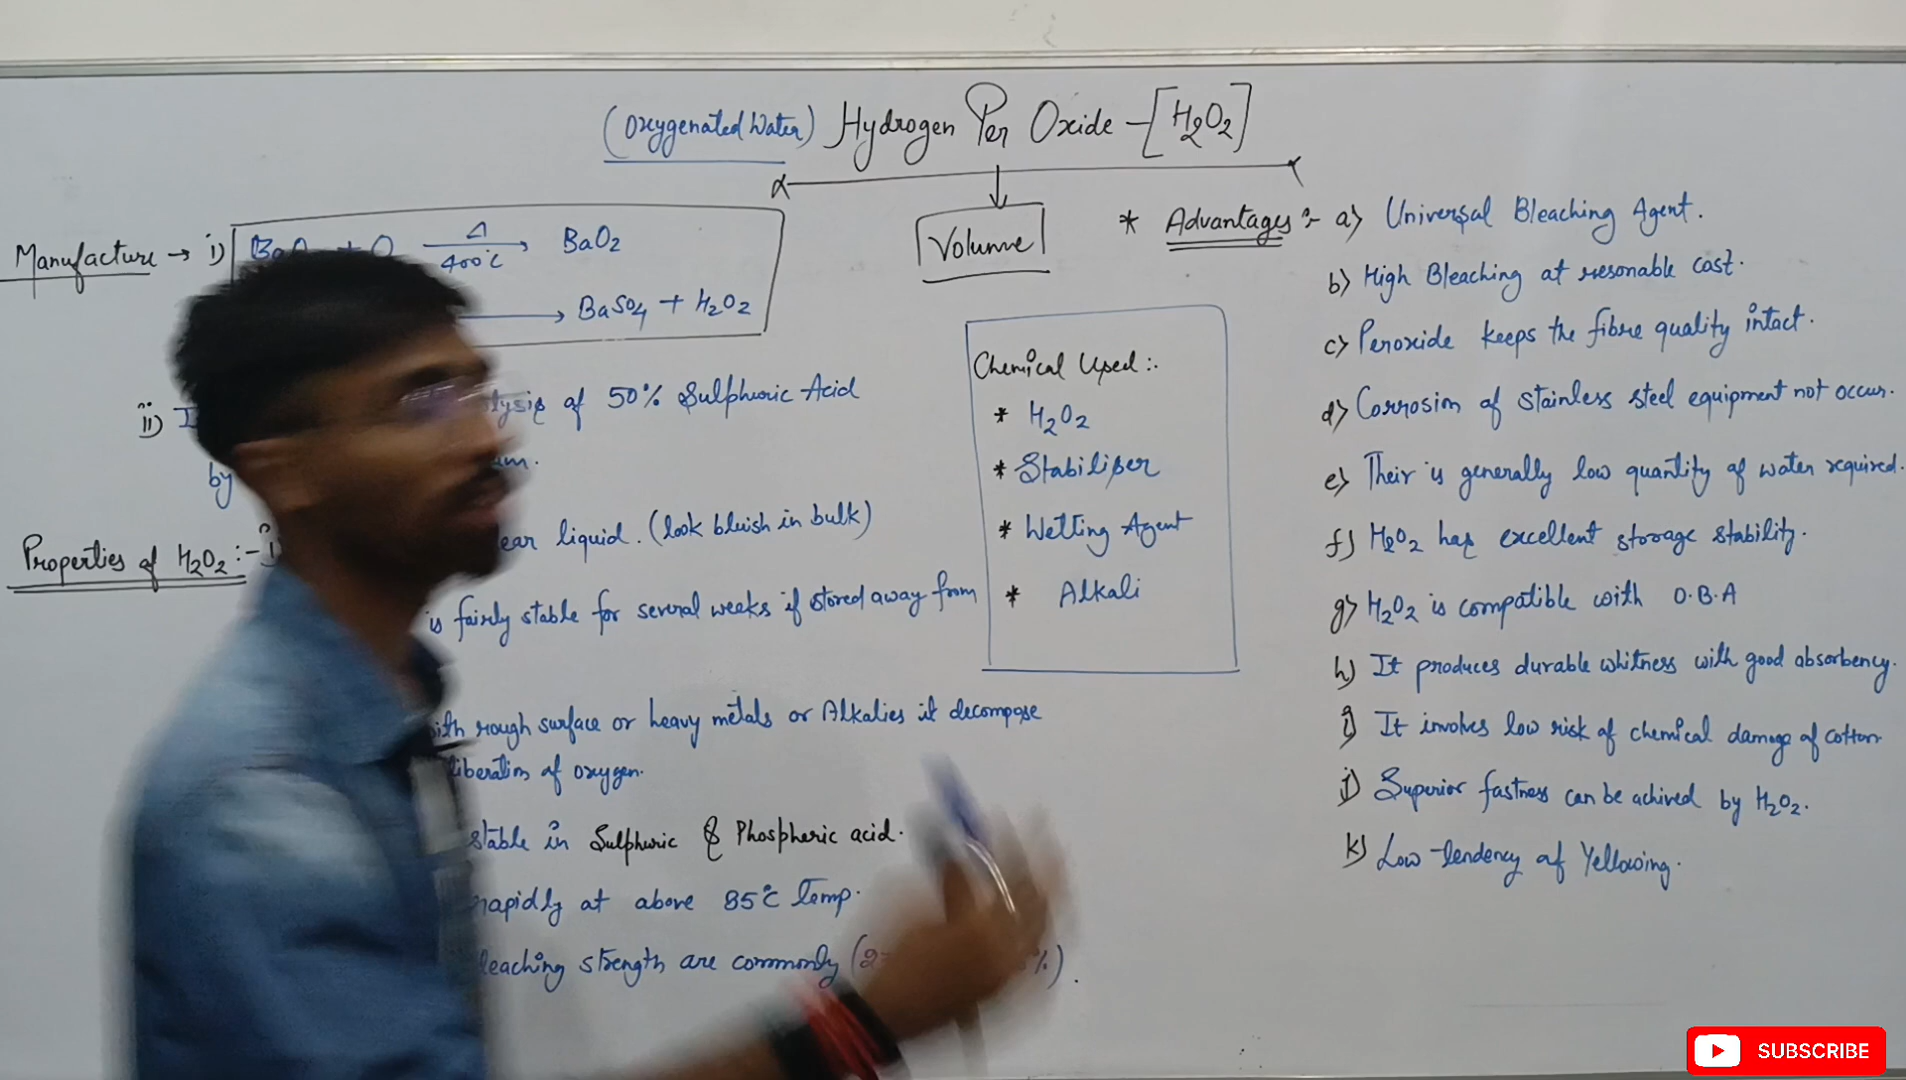 (Oxygenated Water) Hydrogen Per Oxide - [H2O2]
Manufacture → i) BaO + O Δ 400°C → BaO2
→ BaSO4 + H2O2
ii) of 50% Sulphuric Acid
by
Properties of H2O2 :- i) liquid. (look bluish in bulk)
is fairly stable for several weeks if stored away from
with rough surface or heavy metals or Alkalies it decompose
liberation of oxygen.
stable in Sulphuric & Phospheric acid.
rapidly at above 85°C Temp.
strength are commonly
Volume
Chemical Used :-
* H2O2
* Stabiliser
* Wetting Agent
* Alkali
* Advantages :- a) Universal Bleaching Agent.
b) High Bleaching at resonable cost.
c) Peroxide keeps the fibre quality intact.
d) Corrosion of stainless steel equipment not occur.
e) Their is generally low quantity of water required.
f) H2O2 has excellent storage stability.
g) H2O2 is compatible with O.B.A
h) It produces durable whitness with good absorbency.
i) It involves low risk of chemical damage of cotton
j) Superior fastness can be achived by H2O2.
k) Low tendency of Yellowing.
SUBSCRIBE